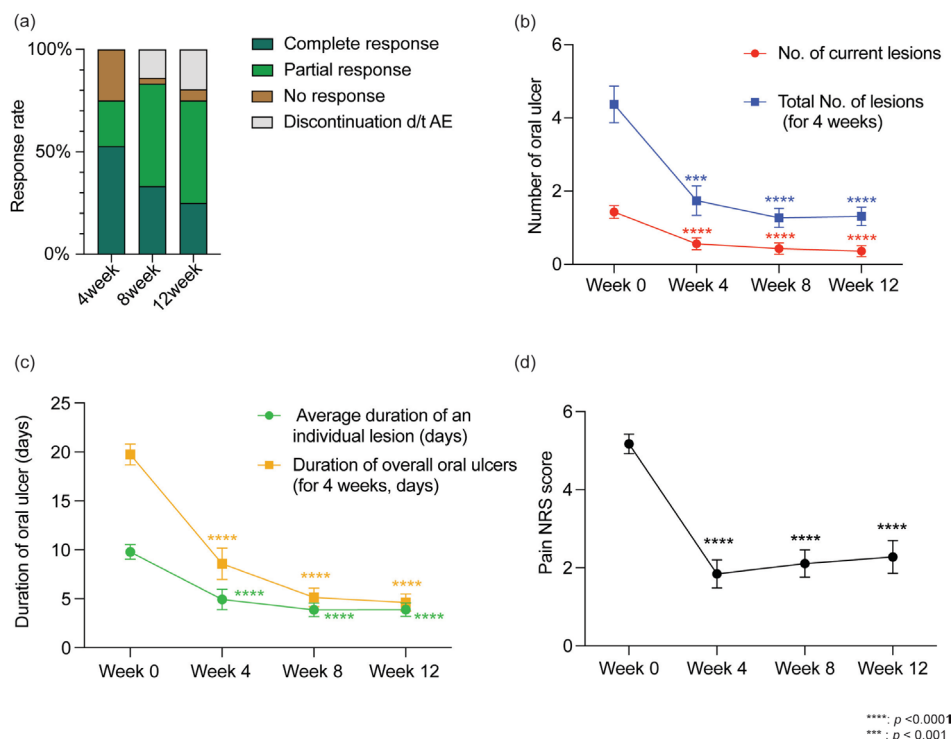 (a)
100%
50%
0%
Response rate
4week
8week
12week
Complete response
Partial response
No response
Discontinuation d/t AE
(b)
6
4
2
0
Number of oral ulcer
No. of current lesions
Total No. of lesions
(for 4 weeks)
***
****
****
****
****
****
Week 0 Week 4 Week 8 Week 12
(c)
25
20
15
10
5
0
Duration of oral ulcer (days)
Average duration of an
individual lesion (days)
Duration of overall oral ulcers
(for 4 weeks, days)
****
****
****
****
****
****
Week 0 Week 4 Week 8 Week 12
(d)
6
4
2
0
Pain NRS score
****
****
****
Week 0 Week 4 Week 8 Week 12
****: p <0.0001
*** : p < 0.001